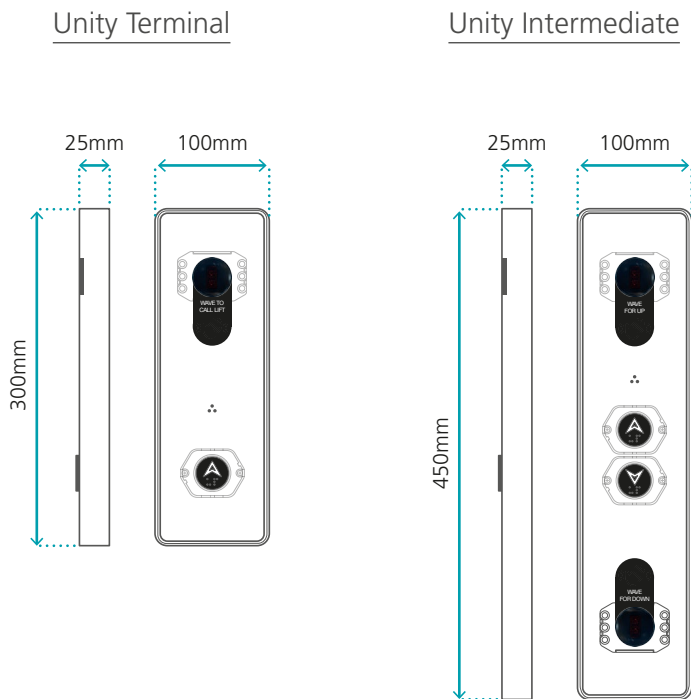 Unity Terminal
Unity Intermediate
25mm
100mm
25mm
100mm
300mm
WAVE TO
CALL LIFT
450mm
WAVE
FOR UP
WAVE
FOR DOWN